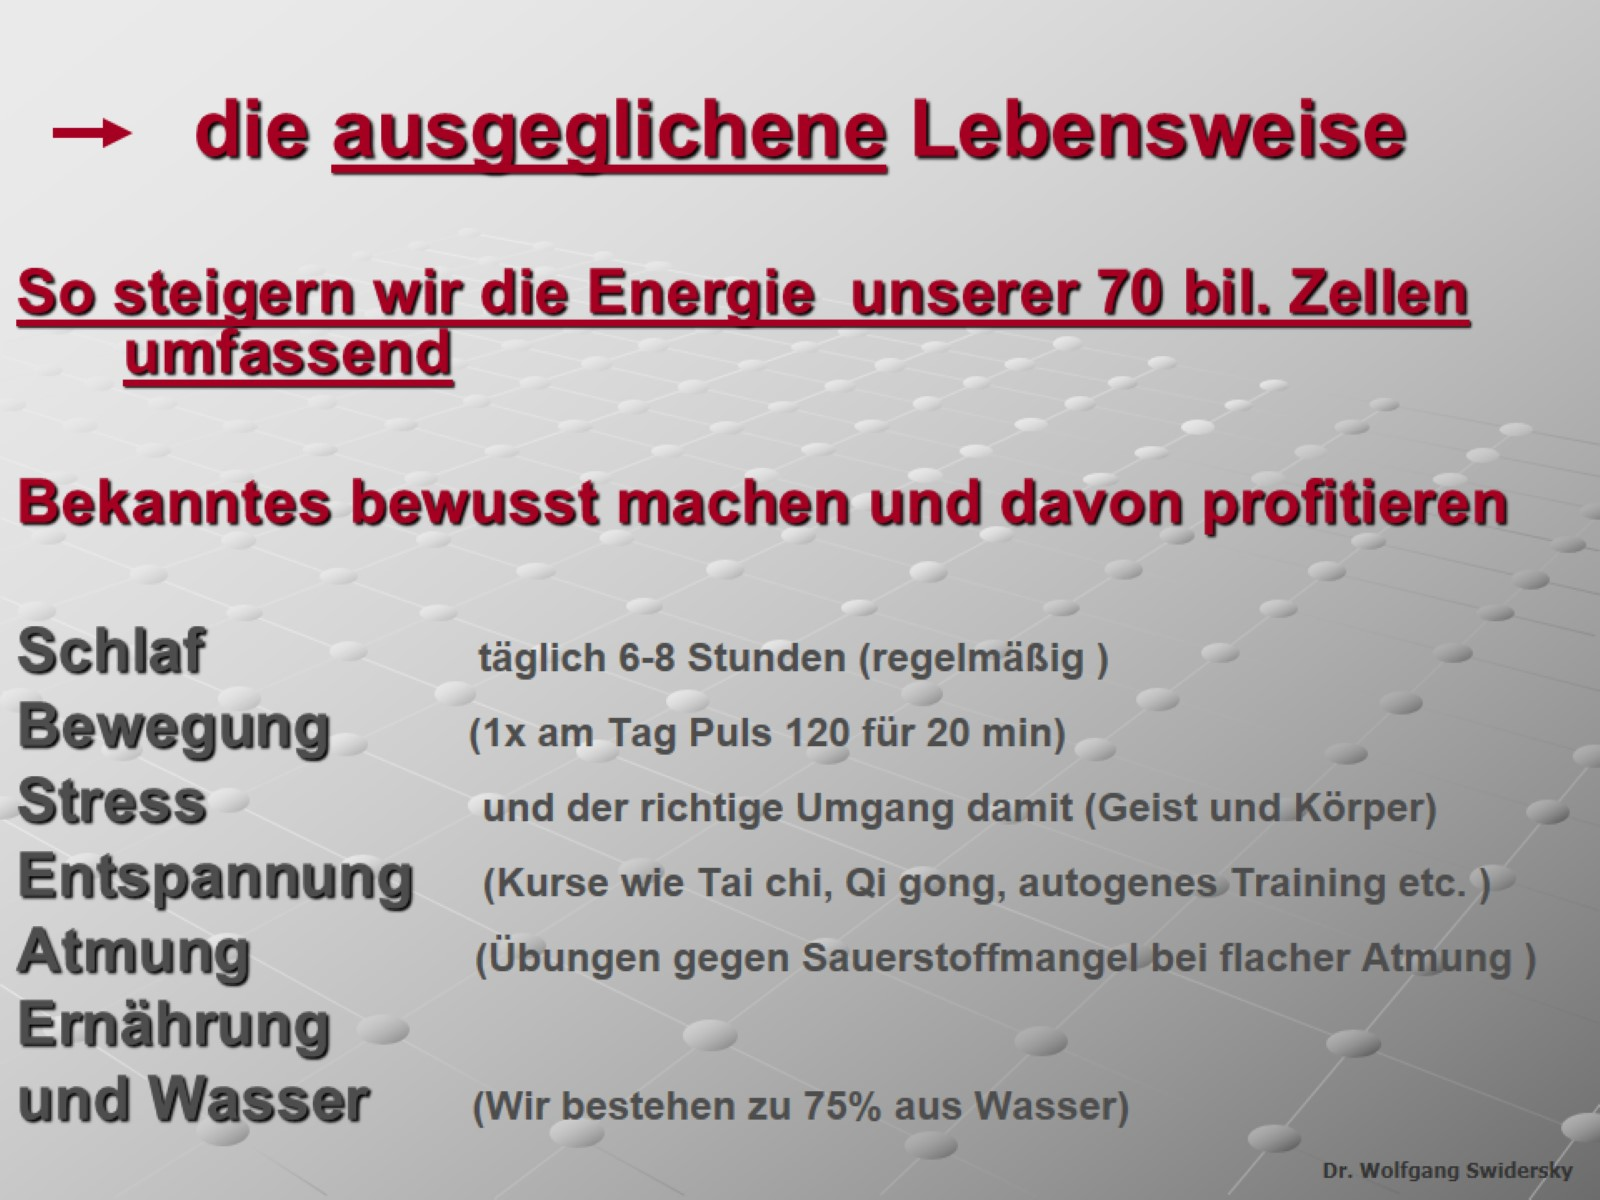 die ausgeglichene Lebensweise
So steigern wir die Energie unserer 70 bil. Zellen
umfassend
Bekanntes bewusst machen und davon profitieren
Schlaf täglich 6-8 Stunden (regelmäßig )
Bewegung (1x am Tag Puls 120 für 20 min)
Stress und der richtige Umgang damit (Geist und Körper)
Entspannung (Kurse wie Tai chi, Qi gong, autogenes Training etc. )
Atmung (Übungen gegen Sauerstoffmangel bei flacher Atmung )
Ernährung
und Wasser (Wir bestehen zu 75% aus Wasser)
Dr. Wolfgang Swidersky